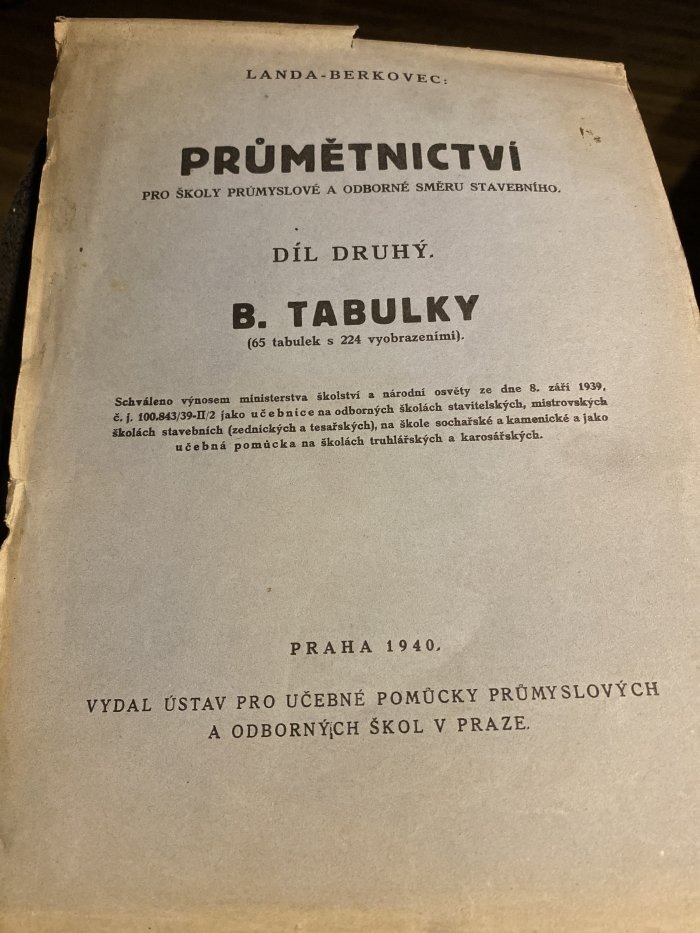 LANDA-BERKOVEC:
PRŮMĚTNICTVÍ
PRO ŠKOLY PRŮMYSLOVÉ A ODBORNÉ SMĚRU STAVEBNÍHO.
DÍL DRUHÝ.
B. TABULKY
(65 tabulek s 224 vyobrazeními).
Schváleno výnosem ministerstva školství a národní osvěty ze dne 8. září 1939,
č. j. 100.843/39-II/2 jako učebnice na odborných školách stavitelských, mistrovských
školách stavebních (zednických a tesařských), na škole sochařské a kamenické a jako
učebná pomůcka na školách truhlářských a karosářských.
PRAHA 1940.
VYDAL ÚSTAV PRO UČEBNÉ POMŮCKY PRŮMYSLOVÝCH
A ODBORNÝCH ŠKOL V PRAZE.